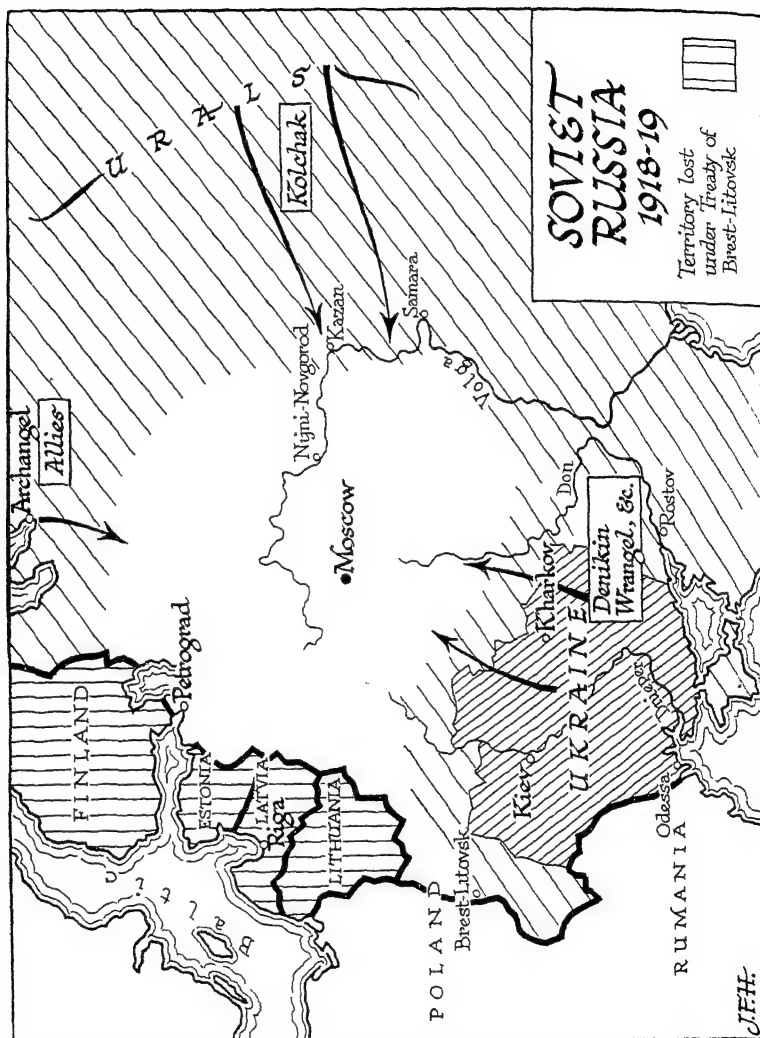 SOVIET
RUSSIA
1918-19
Territory lost
under Treaty of
Brest-Litovsk
URALS
Kolchak
Archangel
Allies
Nijni-Novgorod
Kazan
Samara
Volga
Moscow
FINLAND
Petrograd
Baltic
ESTONIA
LATVIA
Riga
LITHUANIA
POLAND
Brest-Litovsk
Kiev
UKRAINE
Kharkov
Don
Denikin
Wrangel, &c.
Rostov
Dnieper
Odessa
RUMANIA
J.F.H.